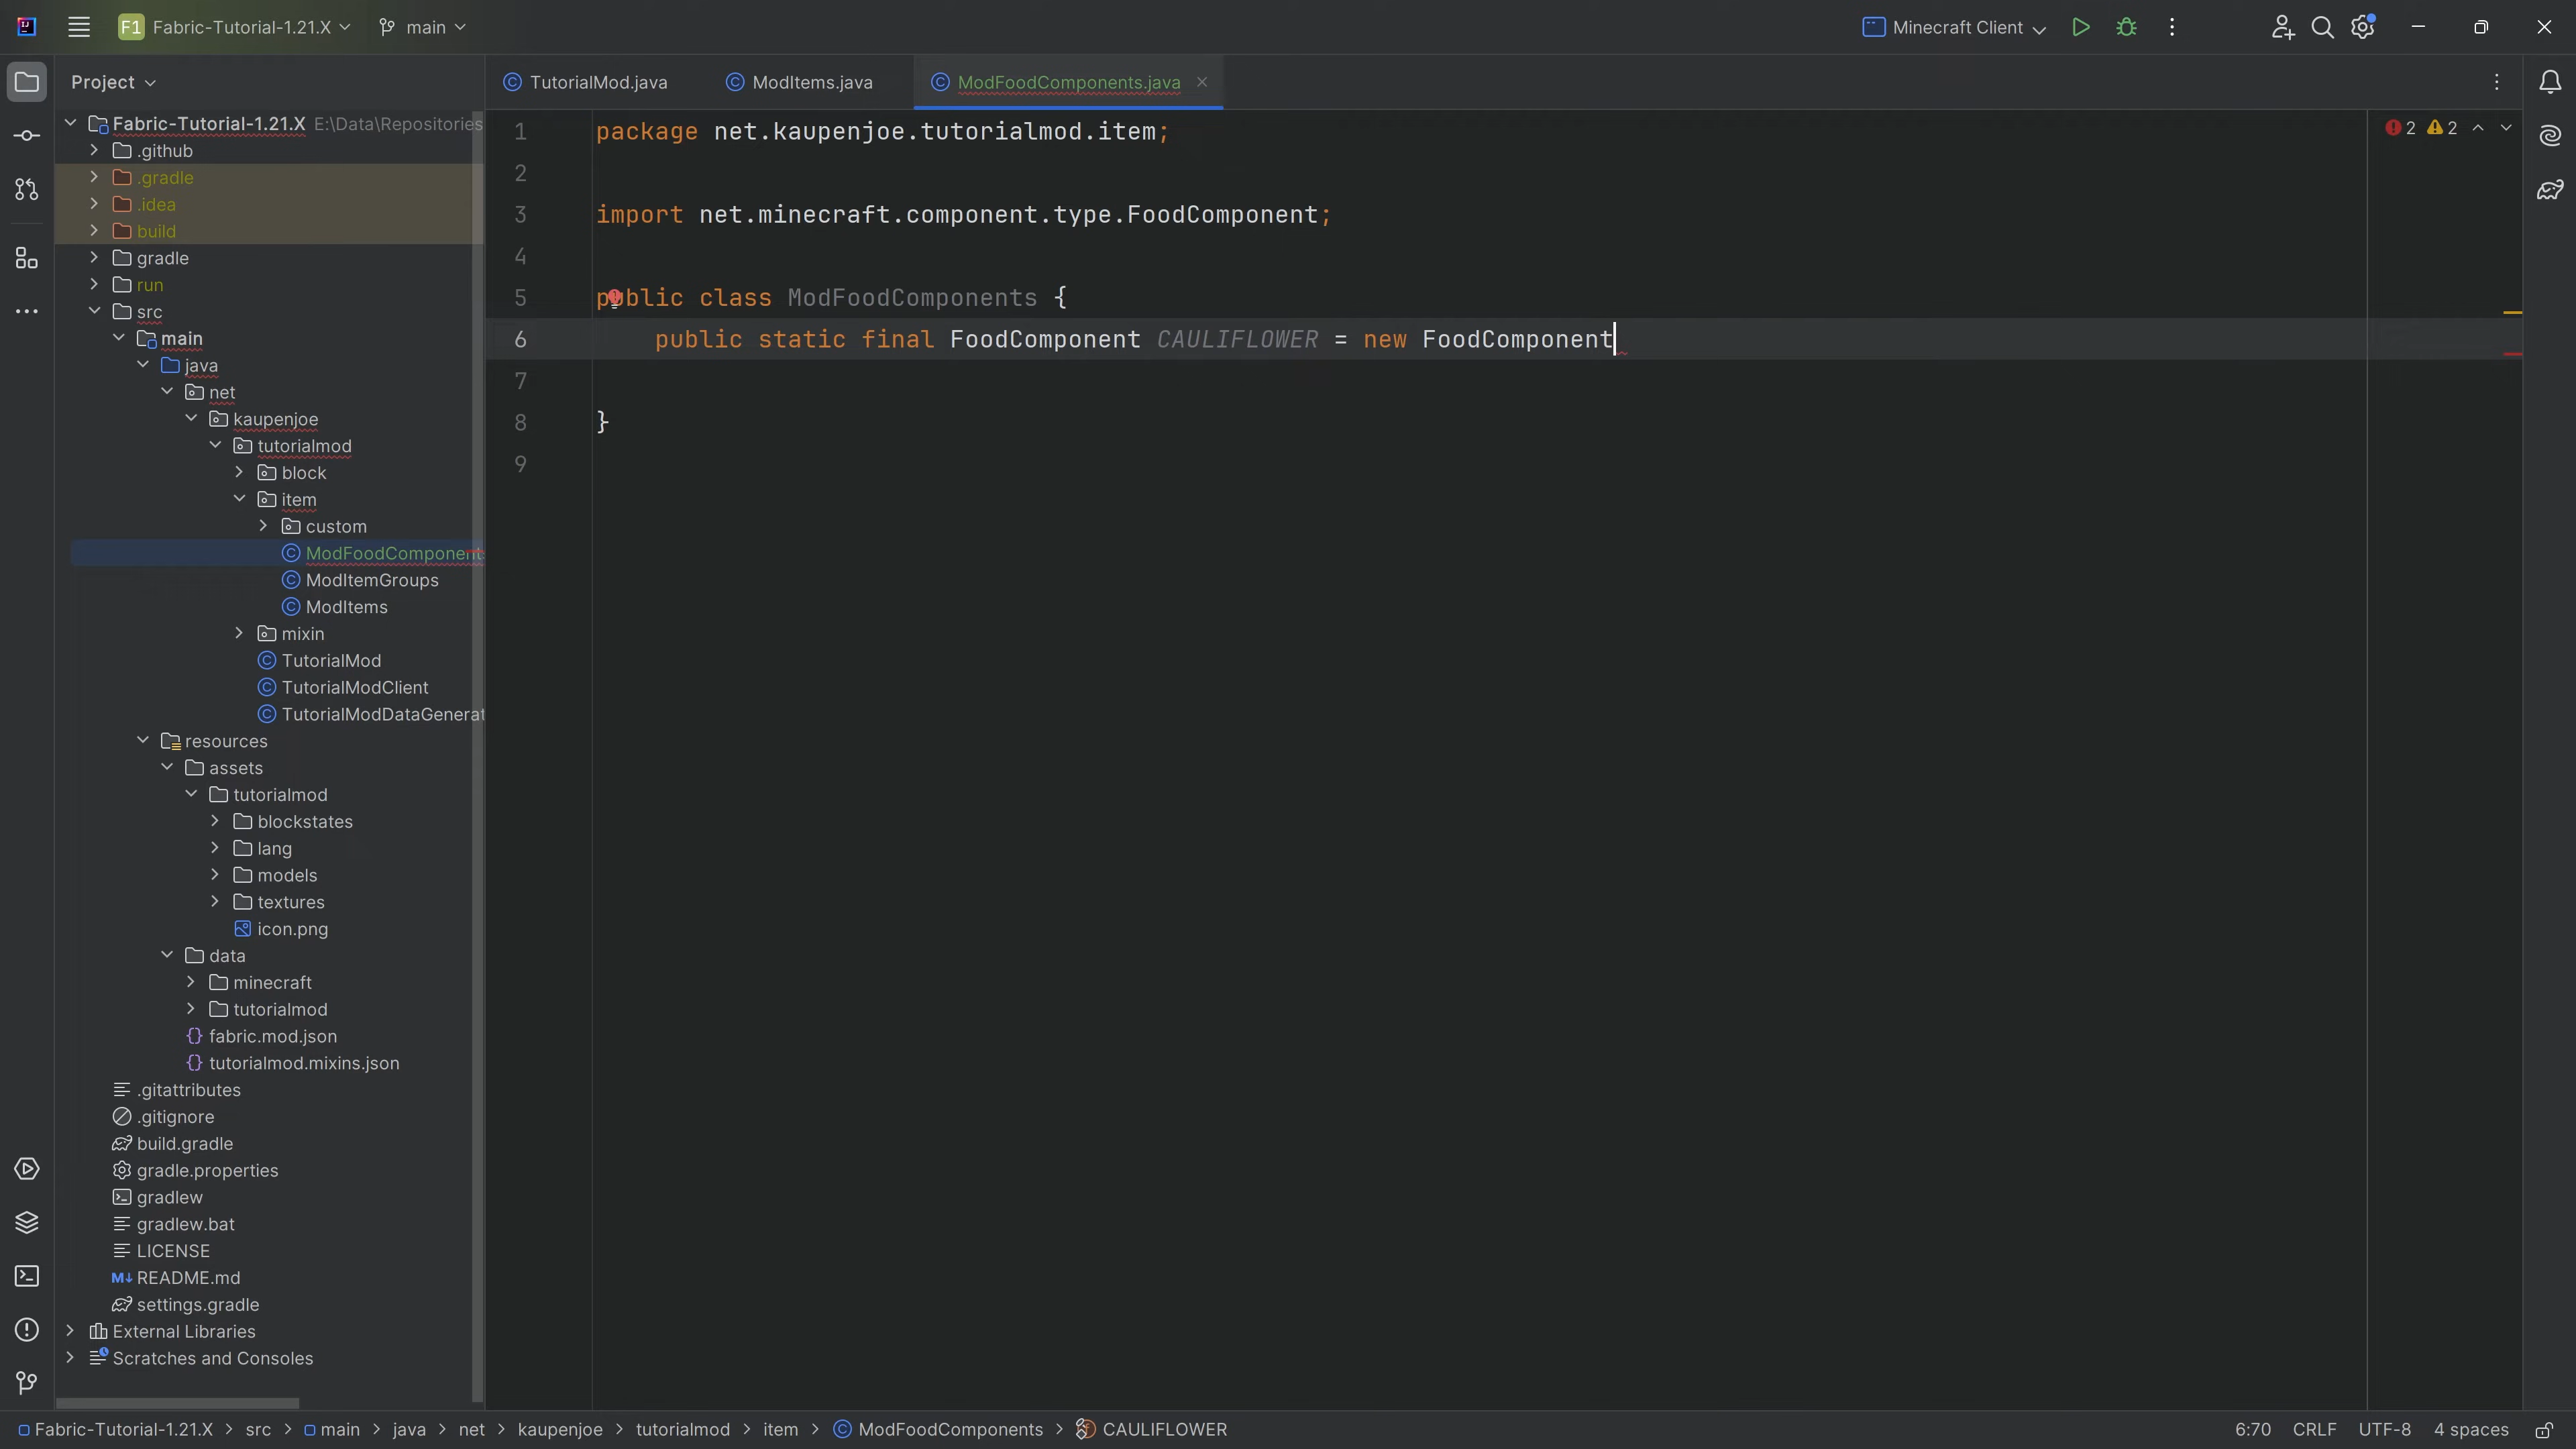 F1 Fabric-Tutorial-1.21.X main Minecraft Client
Project
TutorialMod.java ModItems.java ModFoodComponents.java
Fabric-Tutorial-1.21.X E:\Data\Repositories
.github
.gradle
.idea
build
gradle
run
src
main
java
net
kaupenjoe
tutorialmod
block
item
custom
ModFoodComponents
ModItemGroups
ModItems
mixin
TutorialMod
TutorialModClient
TutorialModDataGenerat
resources
assets
tutorialmod
blockstates
lang
models
textures
icon.png
data
minecraft
tutorialmod
fabric.mod.json
tutorialmod.mixins.json
.gitattributes
.gitignore
build.gradle
gradle.properties
gradlew
gradlew.bat
LICENSE
M↓ README.md
settings.gradle
External Libraries
Scratches and Consoles
2 2
1 package net.kaupenjoe.tutorialmod.item;
2
3 import net.minecraft.component.type.FoodComponent;
4
5 public class ModFoodComponents {
6 public static final FoodComponent CAULIFLOWER = new FoodComponent
7
8 }
9
Fabric-Tutorial-1.21.X > src > main > java > net > kaupenjoe > tutorialmod > item > ModFoodComponents > CAULIFLOWER
6:70 CRLF UTF-8 4 spaces